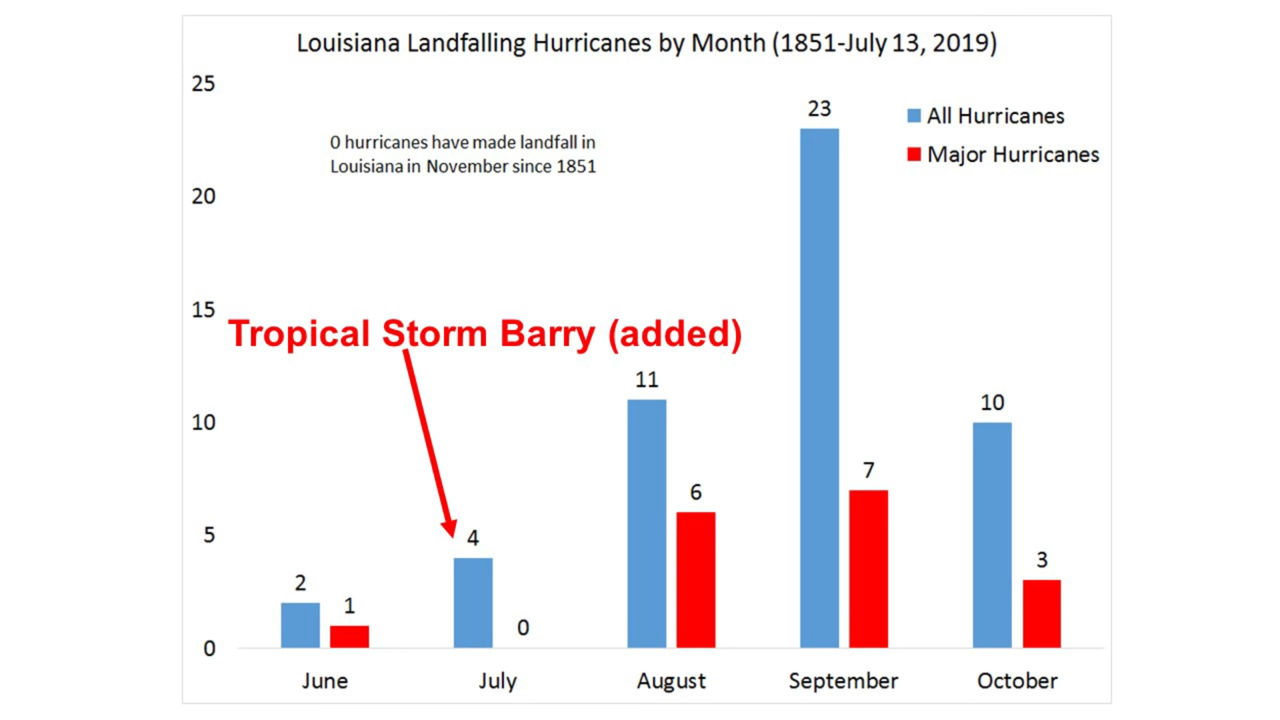 Louisiana Landfalling Hurricanes by Month (1851-July 13, 2019)
25
20
15
10
5
0
0 hurricanes have made landfall in
Louisiana in November since 1851
All Hurricanes
Major Hurricanes
Tropical Storm Barry (added)
2
1
4
0
11
6
23
7
10
3
June
July
August
September
October